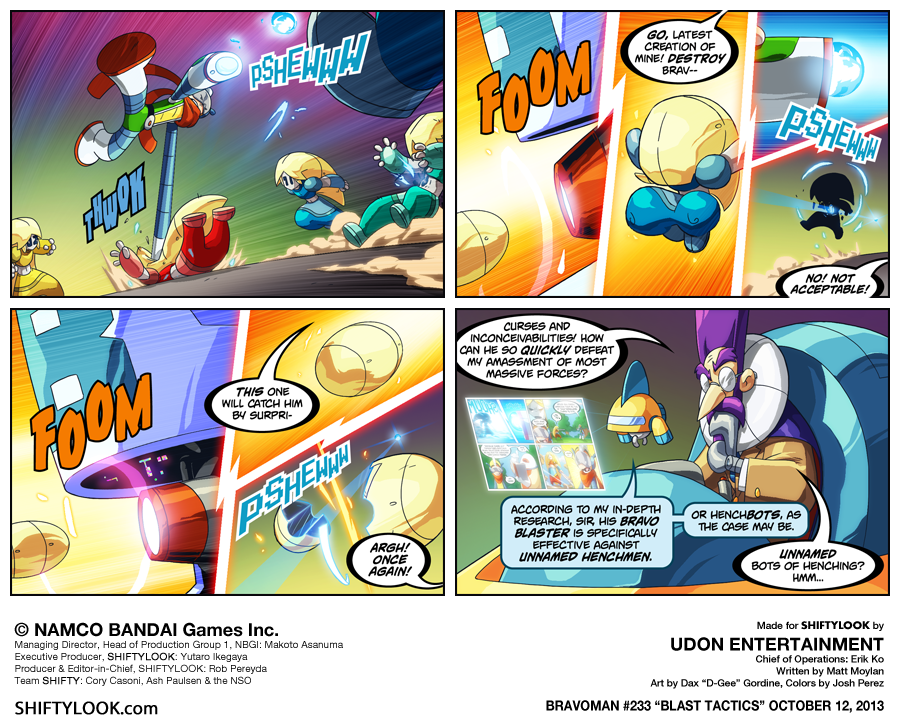 PSHEWWW
THWOK
FOOM
GO, LATEST
CREATION OF
MINE! DESTROY
BRAV--
PSHEWWW
NO! NOT
ACCEPTABLE!
FOOM
THIS ONE
WILL CATCH HIM
BY SURPRI-
PSHEWWW
ARGH!
ONCE
AGAIN!
CURSES AND
INCONCEIVABILITIES! HOW
CAN HE SO QUICKLY DEFEAT
MY AMASSMENT OF MOST
MASSIVE FORCES?
ACCORDING TO MY IN-DEPTH
RESEARCH, SIR, HIS BRAVO
BLASTER IS SPECIFICALLY
EFFECTIVE AGAINST
UNNAMED HENCHMEN.
OR HENCHBOTS, AS
THE CASE MAY BE.
UNNAMED
BOTS OF HENCHING?
HMM...
© NAMCO BANDAI Games Inc.
Managing Director, Head of Production Group 1, NBGI: Makoto Asanuma
Executive Producer, SHIFTYLOOK: Yutaro Ikegaya
Producer & Editor-in-Chief, SHIFTYLOOK: Rob Pereyda
Team SHIFTY: Cory Casoni, Ash Paulsen & the NSO
SHIFTYLOOK.com
Made for SHIFTYLOOK by
UDON ENTERTAINMENT
Chief of Operations: Erik Ko
Written by Matt Moylan
Art by Dax “D-Gee” Gordine, Colors by Josh Perez
BRAVOMAN #233 “BLAST TACTICS” OCTOBER 12, 2013